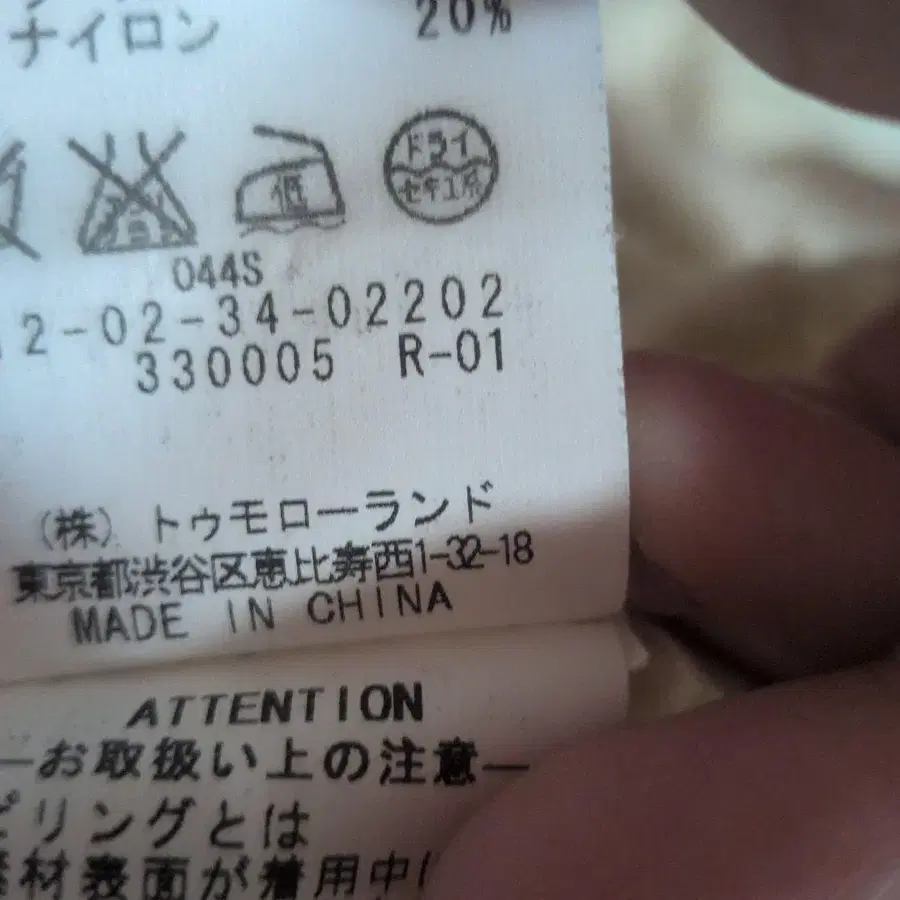 ナイロン 20%
低 ドライ セキユ系
044S
2-02-34-02202
330005 R-01
(株) トゥモローランド
東京都渋谷区恵比寿西1-32-18
MADE IN CHINA
ATTENTION
—お取扱い上の注意—
ピリングとは
素材表面が着用中に